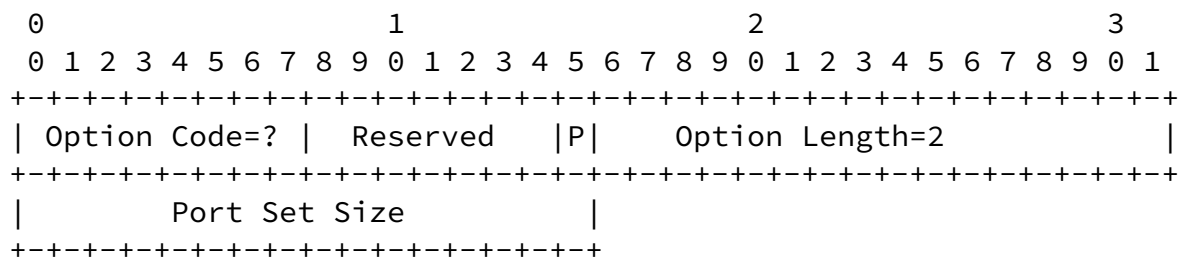 0                   1                   2                   3
 0 1 2 3 4 5 6 7 8 9 0 1 2 3 4 5 6 7 8 9 0 1 2 3 4 5 6 7 8 9 0 1
+-+-+-+-+-+-+-+-+-+-+-+-+-+-+-+-+-+-+-+-+-+-+-+-+-+-+-+-+-+-+-+-+
| Option Code=? |  Reserved   |P|    Option Length=2            |
+-+-+-+-+-+-+-+-+-+-+-+-+-+-+-+-+-+-+-+-+-+-+-+-+-+-+-+-+-+-+-+-+
|        Port Set Size          |
+-+-+-+-+-+-+-+-+-+-+-+-+-+-+-+-+